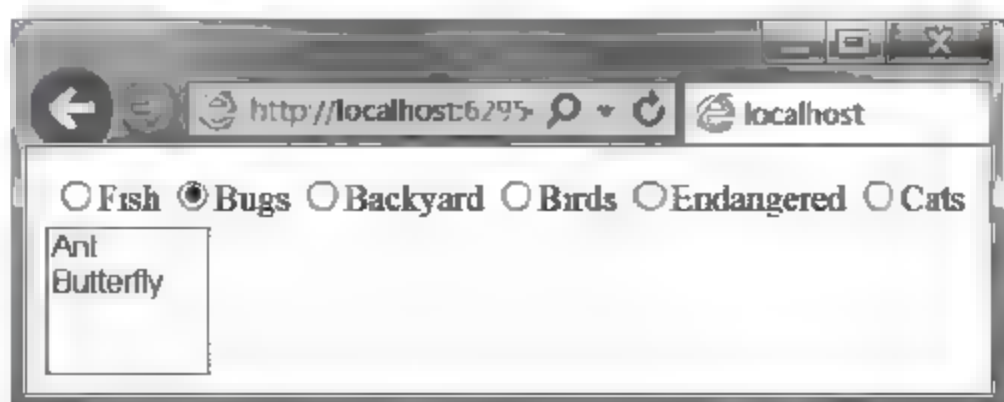 http://localhost:6295
localhost
Fish Bugs Backyard Birds Endangered Cats
Ant
Butterfly